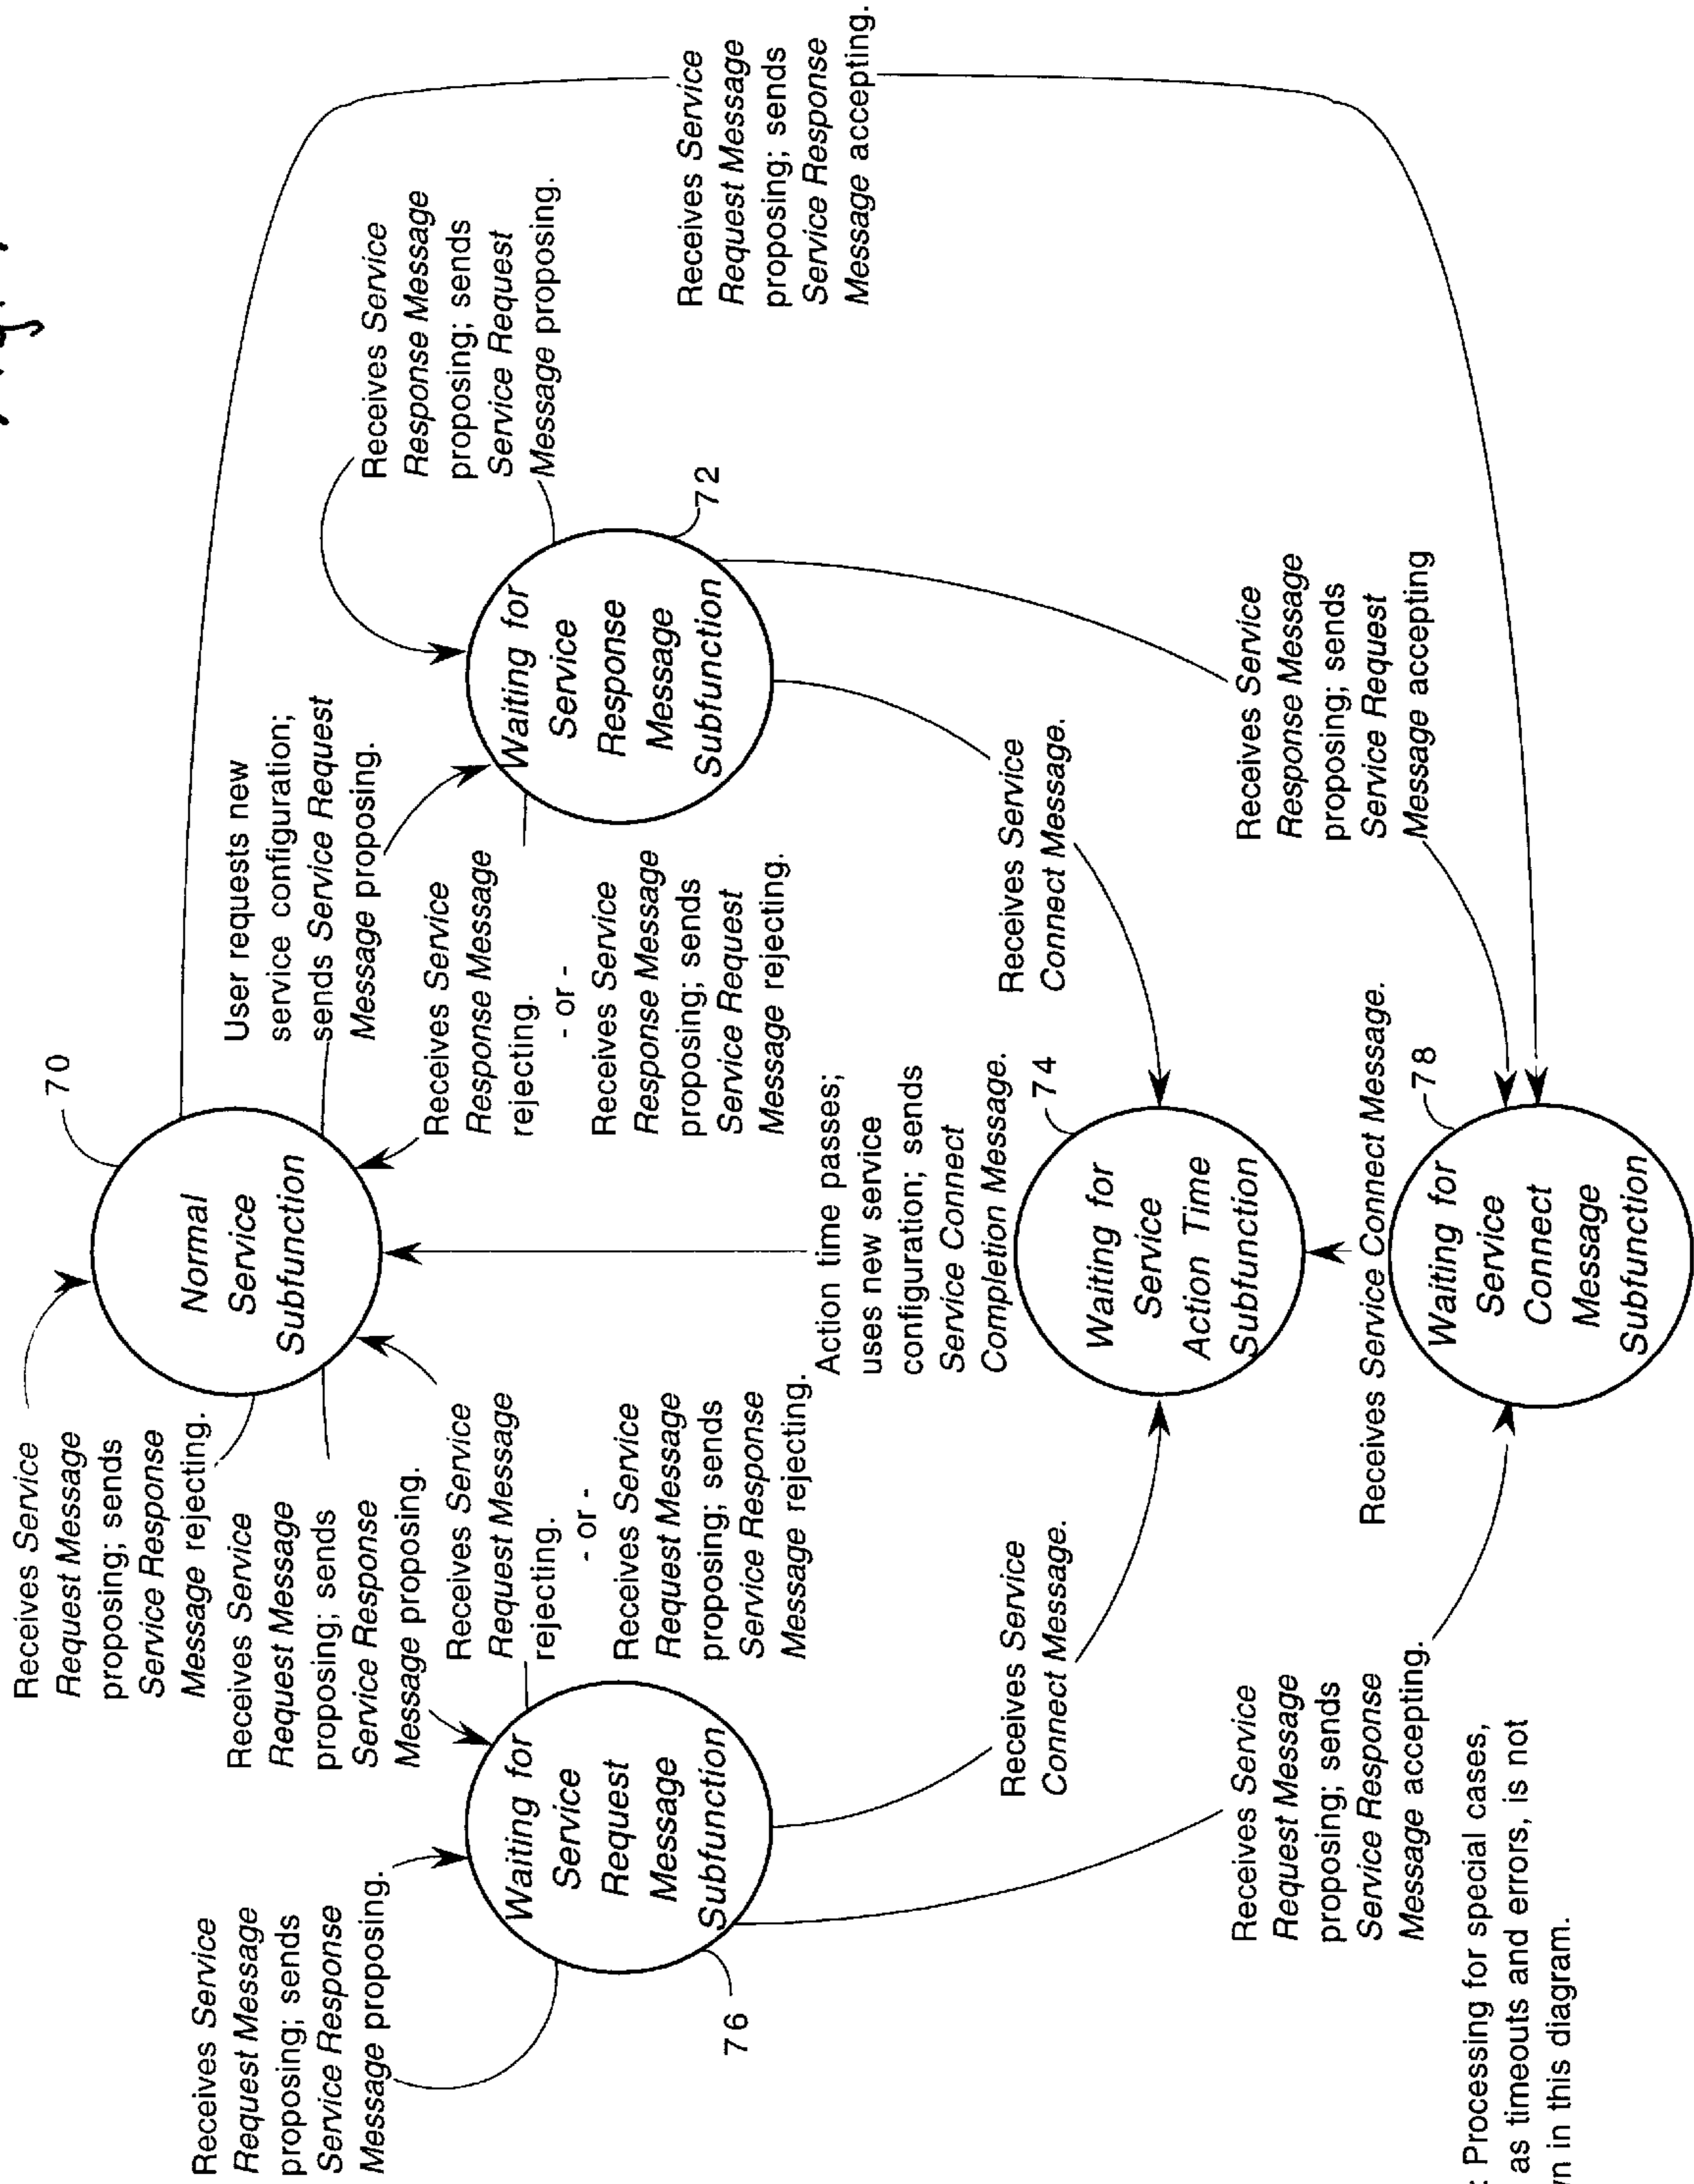 70
Normal
Service
Subfunction
Receives Service
Request Message
proposing; sends
Service Response
Message rejecting.
Receives Service
Request Message
proposing; sends
Service Response
Message proposing.
User requests new
service configuration;
sends Service Request
Message proposing.
Receives Service
Request Message
proposing; sends
Service Response
Message accepting.
Receives Service
Request Message
proposing; sends
Service Response
Message proposing.
Waiting for
Service
Request
Message
Subfunction
76
Receives Service
Request Message
rejecting.
- or -
Receives Service
Request Message
proposing; sends
Service Response
Message rejecting.
Receives Service
Response Message
rejecting.
- or -
Receives Service
Response Message
proposing; sends
Service Request
Message rejecting.
Waiting for
Service
Response
Message
Subfunction
72
Receives Service
Response Message
proposing; sends
Service Request
Message proposing.
Action time passes;
uses new service
configuration; sends
Service Connect
Completion Message.
Receives Service
Connect Message.
74
Waiting for
Service
Action Time
Subfunction
Receives Service
Connect Message.
Receives Service
Request Message
proposing; sends
Service Response
Message accepting.
Receives Service Connect Message.
Receives Service
Response Message
proposing; sends
Service Request
Message accepting
78
Waiting for
Service
Connect
Message
Subfunction
: Processing for special cases,
as timeouts and errors, is not
in this diagram.